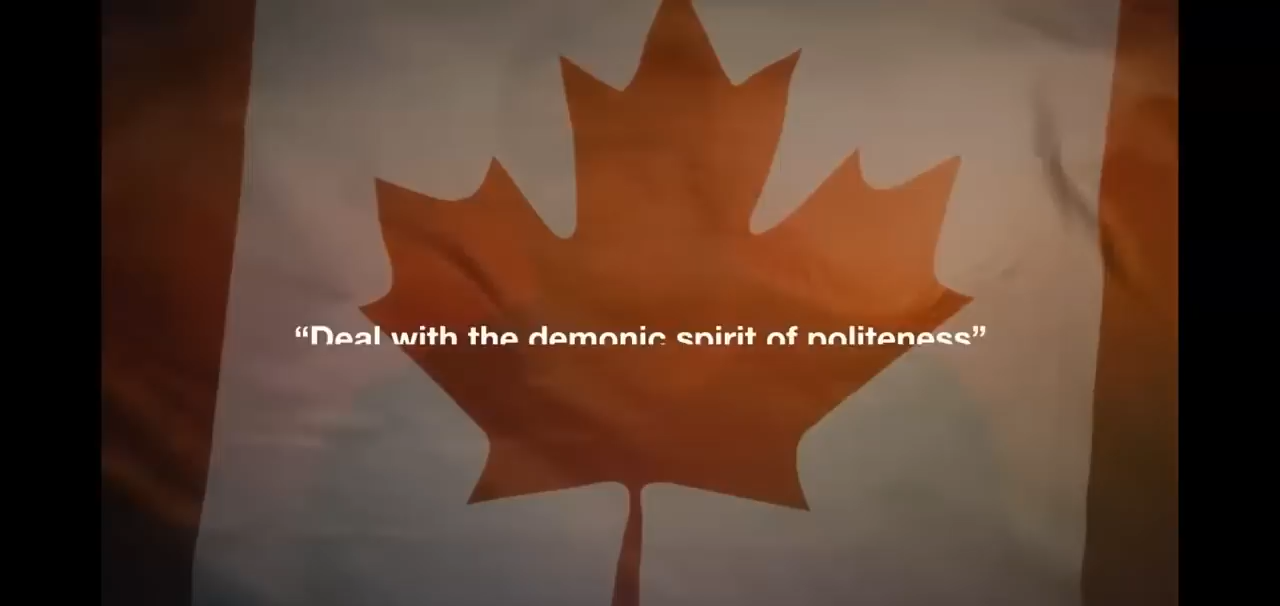 “Deal with the demonic spirit of politeness”